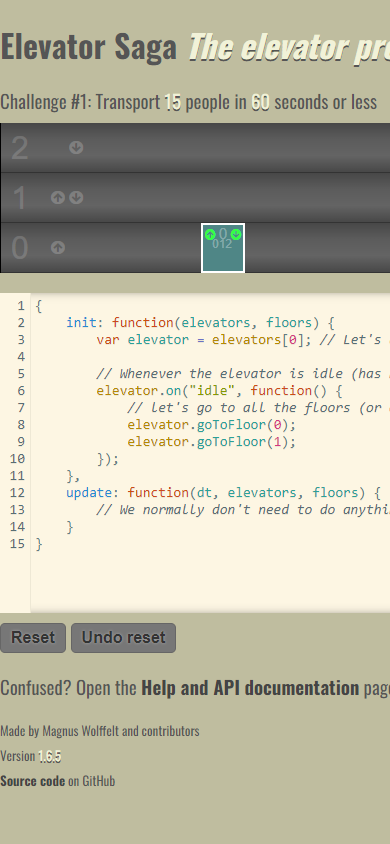 Elevator Saga The elevator pro
Challenge #1: Transport 15 people in 60 seconds or less
2
1
0
0
012
1 {
2 init: function(elevators, floors) {
3 var elevator = elevators[0]; // Let's
4
5 // Whenever the elevator is idle (has
6 elevator.on("idle", function() {
7 // let's go to all the floors (or
8 elevator.goToFloor(0);
9 elevator.goToFloor(1);
10 });
11 },
12 update: function(dt, elevators, floors) {
13 // We normally don't need to do anythi
14 }
15 }
Reset Undo reset
Confused? Open the Help and API documentation page
Made by Magnus Wolffelt and contributors
Version 1.6.5
Source code on GitHub